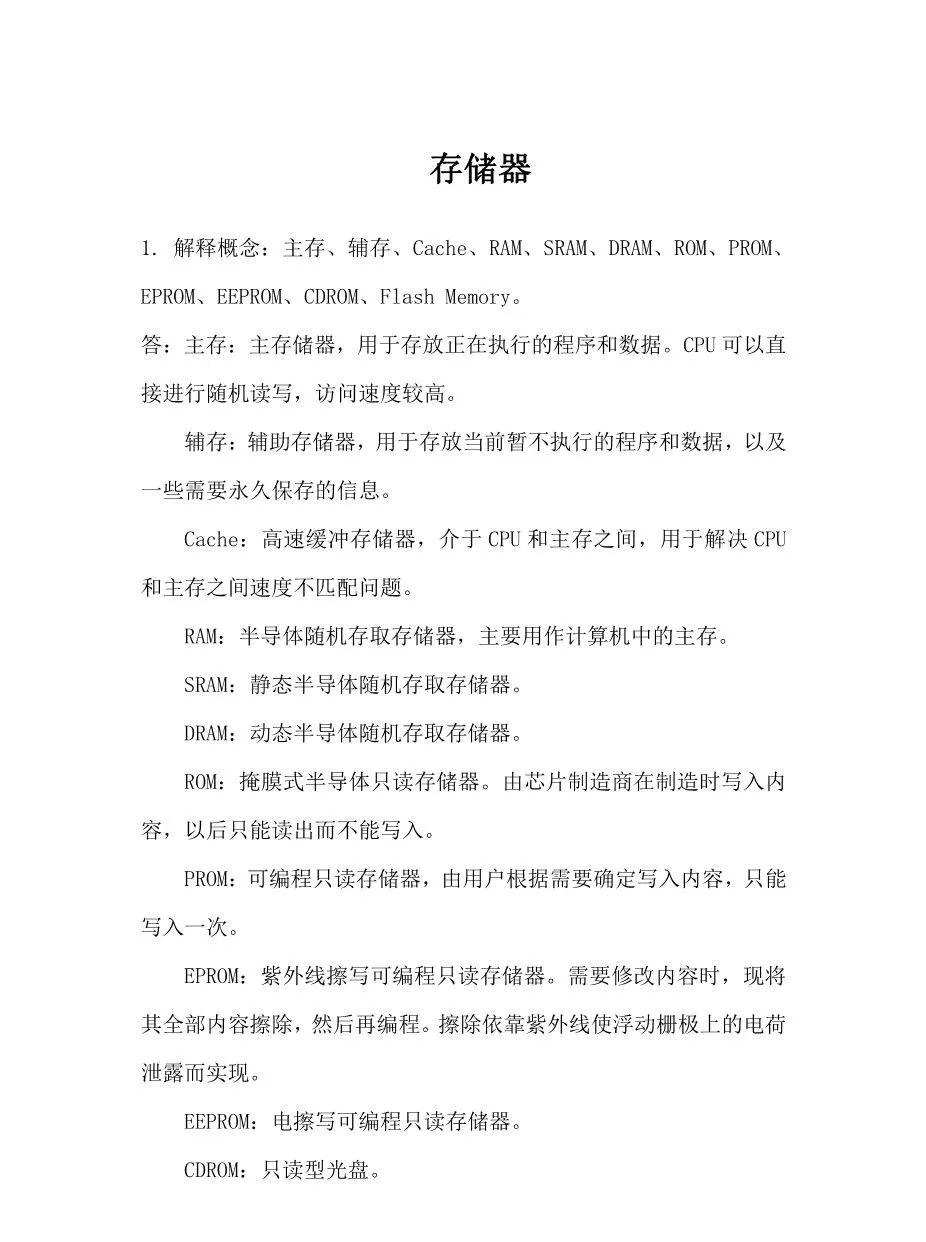 存储器
1. 解释概念：主存、辅存、Cache、RAM、SRAM、DRAM、ROM、PROM、
EPROM、EEPROM、CDROM、Flash Memory。
答：主存：主存储器，用于存放正在执行的程序和数据。CPU 可以直
接进行随机读写，访问速度较高。
辅存：辅助存储器，用于存放当前暂不执行的程序和数据，以及
一些需要永久保存的信息。
Cache：高速缓冲存储器，介于 CPU 和主存之间，用于解决 CPU
和主存之间速度不匹配问题。
RAM：半导体随机存取存储器，主要用作计算机中的主存。
SRAM：静态半导体随机存取存储器。
DRAM：动态半导体随机存取存储器。
ROM：掩膜式半导体只读存储器。由芯片制造商在制造时写入内
容，以后只能读出而不能写入。
PROM：可编程只读存储器，由用户根据需要确定写入内容，只能
写入一次。
EPROM：紫外线擦写可编程只读存储器。需要修改内容时，现将
其全部内容擦除，然后再编程。擦除依靠紫外线使浮动栅极上的电荷
泄露而实现。
EEPROM：电擦写可编程只读存储器。
CDROM：只读型光盘。